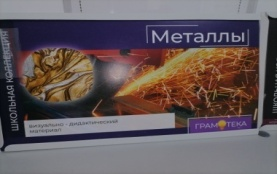 ШКОЛЬНАЯ КОЛЛЕКЦИЯ
Металлы
визуально - дидактический
материал
ГРАМОТЕКА